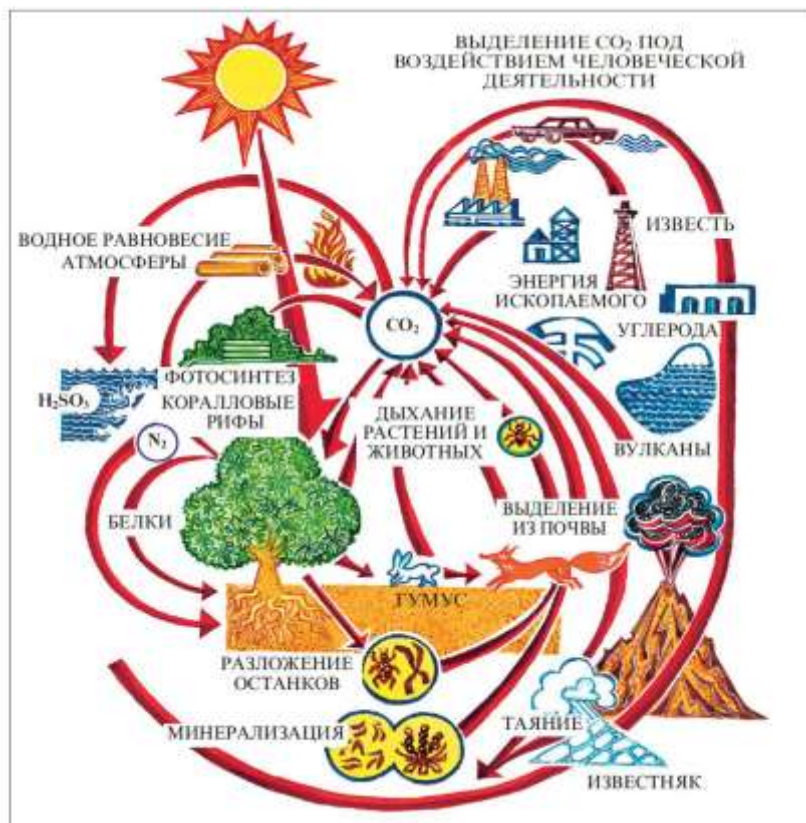 ВЫДЕЛЕНИЕ CO₂ ПОД
ВОЗДЕЙСТВИЕМ ЧЕЛОВЕЧЕСКОЙ
ДЕЯТЕЛЬНОСТИ
ВОДНОЕ РАВНОВЕСИЕ
АТМОСФЕРЫ
ИЗВЕСТЬ
ЭНЕРГИЯ
ИСКОПАЕМОГО
УГЛЕРОДА
CO₂
ФОТОСИНТЕЗ
H₂SO₃
КОРАЛЛОВЫЕ
РИФЫ
N₂
ДЫХАНИЕ
РАСТЕНИЙ И
ЖИВОТНЫХ
ВУЛКАНЫ
БЕЛКИ
ВЫДЕЛЕНИЕ
ИЗ ПОЧВЫ
ГУМУС
РАЗЛОЖЕНИЕ
ОСТАНКОВ
МИНЕРАЛИЗАЦИЯ
ТАЯНИЕ
ИЗВЕСТНЯК